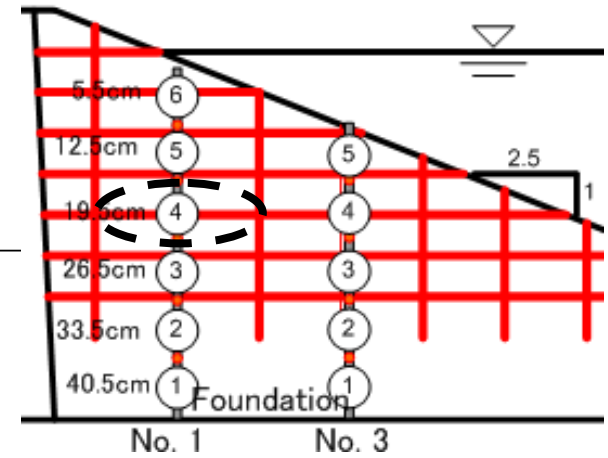 5.5cm 6
12.5cm 5 5 2.5
19.5cm 4 4 1
26.5cm 3 3
33.5cm 2 2
40.5cm 1 Foundation 1
No. 1 No. 3